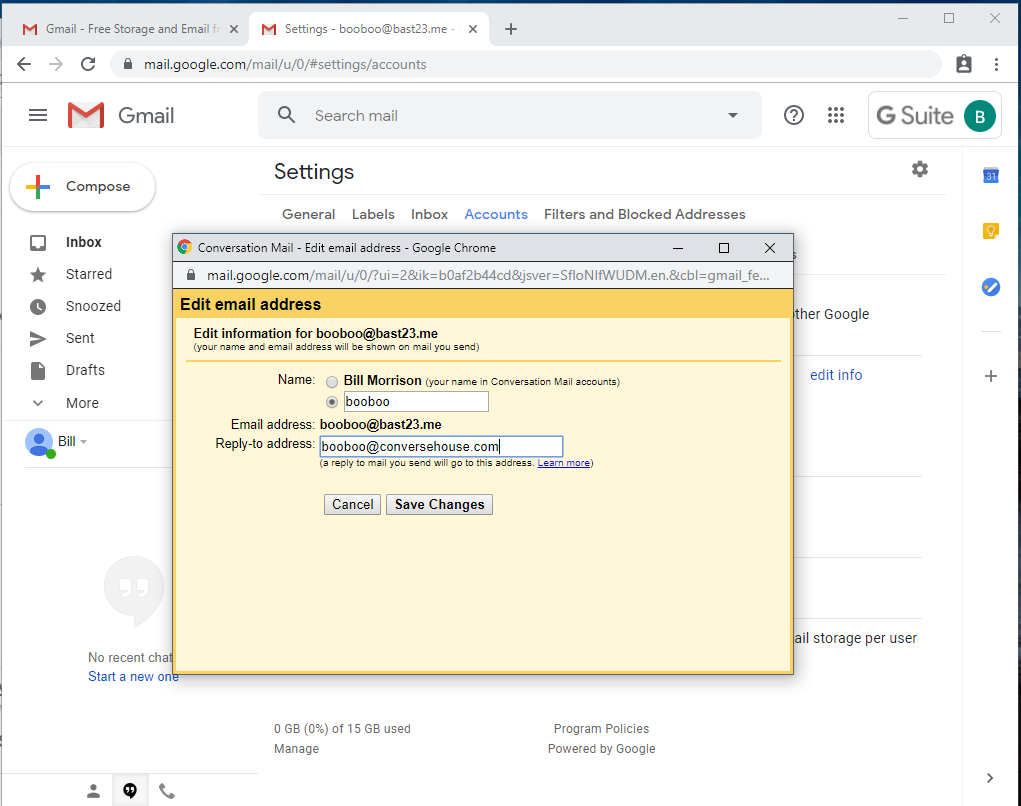 Gmail - Free Storage and Email fr
Settings - booboo@bast23.me -
mail.google.com/mail/u/0/#settings/accounts
Gmail
Search mail
G Suite
B
Compose
Settings
31
General Labels Inbox Accounts Filters and Blocked Addresses
Inbox
Starred
Snoozed
Sent
Drafts
More
Bill
Conversation Mail - Edit email address - Google Chrome
mail.google.com/mail/u/0/?ui=2&ik=b0af2b44cd&jsver=SfIoNIfWUDM.en.&cbl=gmail_fe...
Edit email address
Edit information for booboo@bast23.me
(your name and email address will be shown on mail you send)
Name: Bill Morrison (your name in Conversation Mail accounts)
booboo
Email address: booboo@bast23.me
Reply-to address: booboo@conversehouse.com
(a reply to mail you send will go to this address. Learn more)
Cancel Save Changes
ther Google
edit info
ail storage per user
No recent chat
Start a new one
0 GB (0%) of 15 GB used
Manage
Program Policies
Powered by Google